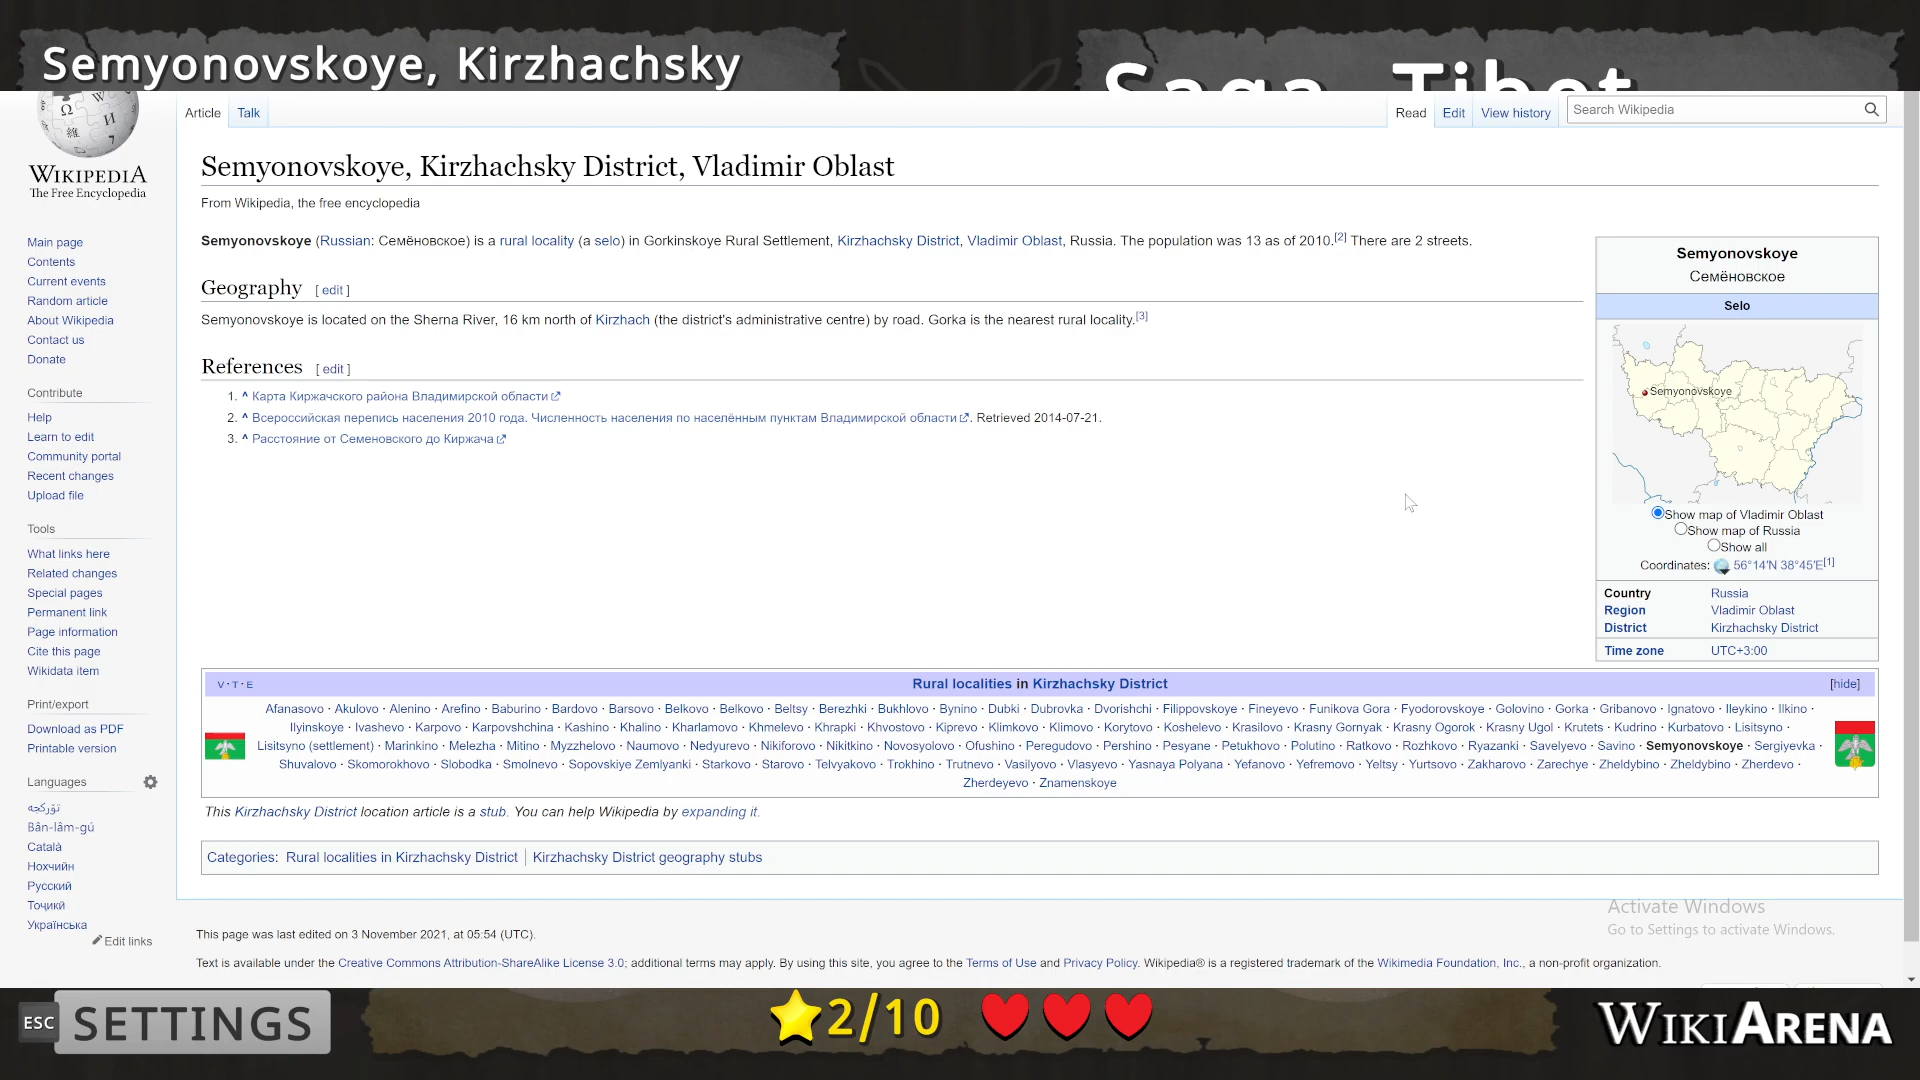 Semyonovskoye, Kirzhachsky
Saga, Tibet
WIKIPEDIA
The Free Encyclopedia
Article
Talk
Read
Edit
View history
Search Wikipedia
Semyonovskoye, Kirzhachsky District, Vladimir Oblast
From Wikipedia, the free encyclopedia
Semyonovskoye (Russian: Семёновское) is a rural locality (a selo) in Gorkinskoye Rural Settlement, Kirzhachsky District, Vladimir Oblast, Russia. The population was 13 as of 2010.[2] There are 2 streets.
Geography [ edit ]
Semyonovskoye is located on the Sherna River, 16 km north of Kirzhach (the district's administrative centre) by road. Gorka is the nearest rural locality.[3]
References [ edit ]
1. ^ Карта Киржачского района Владимирской области
2. ^ Всероссийская перепись населения 2010 года. Численность населения по населённым пунктам Владимирской области. Retrieved 2014-07-21.
3. ^ Расстояние от Семеновского до Киржача
Semyonovskoye
Семёновское
Selo
Semyonovskoye
Show map of Vladimir Oblast
Show map of Russia
Show all
Coordinates: 56°14′N 38°45′E[1]
Country Russia
Region Vladimir Oblast
District Kirzhachsky District
Time zone UTC+3:00
V · T · E
Rural localities in Kirzhachsky District
[hide]
Afanasovo · Akulovo · Alenino · Arefino · Baburino · Bardovo · Barsovo · Belkovo · Belkovo · Beltsy · Berezhki · Bukhlovo · Bynino · Dubki · Dubrovka · Dvorishchi · Filippovskoye · Fineyevo · Funikova Gora · Fyodorovskoye · Golovino · Gorka · Gribanovo · Ignatovo · Ileykino · Ilkino ·
Ilyinskoye · Ivashevo · Karpovo · Karpovshchina · Kashino · Khalino · Kharlamovo · Khmelevo · Khrapki · Khvostovo · Kiprevo · Klimkovo · Klimovo · Korytovo · Koshelevo · Krasilovo · Krasny Gornyak · Krasny Ogorok · Krasny Ugol · Krutets · Kudrino · Kurbatovo · Lisitsyno ·
Lisitsyno (settlement) · Marinkino · Melezha · Mitino · Myzzhelovo · Naumovo · Nedyurevo · Nikiforovo · Nikitkino · Novosyolovo · Ofushino · Peregudovo · Pershino · Pesyane · Petukhovo · Polutino · Ratkovo · Rozhkovo · Ryazanki · Savelyevo · Savino · Semyonovskoye · Sergiyevka ·
Shuvalovo · Skomorokhovo · Slobodka · Smolnevo · Sopovskiye Zemlyanki · Starkovo · Starovo · Telvyakovo · Trokhino · Trutnevo · Vasilyovo · Vlasyevo · Yasnaya Polyana · Yefanovo · Yefremovo · Yeltsy · Yurtsovo · Zakharovo · Zarechye · Zheldybino · Zheldybino · Zherdevo ·
Zherdeyevo · Znamenskoye
This Kirzhachsky District location article is a stub. You can help Wikipedia by expanding it.
Categories: Rural localities in Kirzhachsky District | Kirzhachsky District geography stubs
Main page
Contents
Current events
Random article
About Wikipedia
Contact us
Donate
Contribute
Help
Learn to edit
Community portal
Recent changes
Upload file
Tools
What links here
Related changes
Special pages
Permanent link
Page information
Cite this page
Wikidata item
Print/export
Download as PDF
Printable version
Languages
تۆرکجه
Bân-lâm-gú
Català
Нохчийн
Русский
Тоҷикӣ
Українська
Edit links
This page was last edited on 3 November 2021, at 05:54 (UTC).
Text is available under the Creative Commons Attribution-ShareAlike License 3.0; additional terms may apply. By using this site, you agree to the Terms of Use and Privacy Policy. Wikipedia® is a registered trademark of the Wikimedia Foundation, Inc., a non-profit organization.
Activate Windows
Go to Settings to activate Windows.
ESC SETTINGS
2/10
WIKIARENA